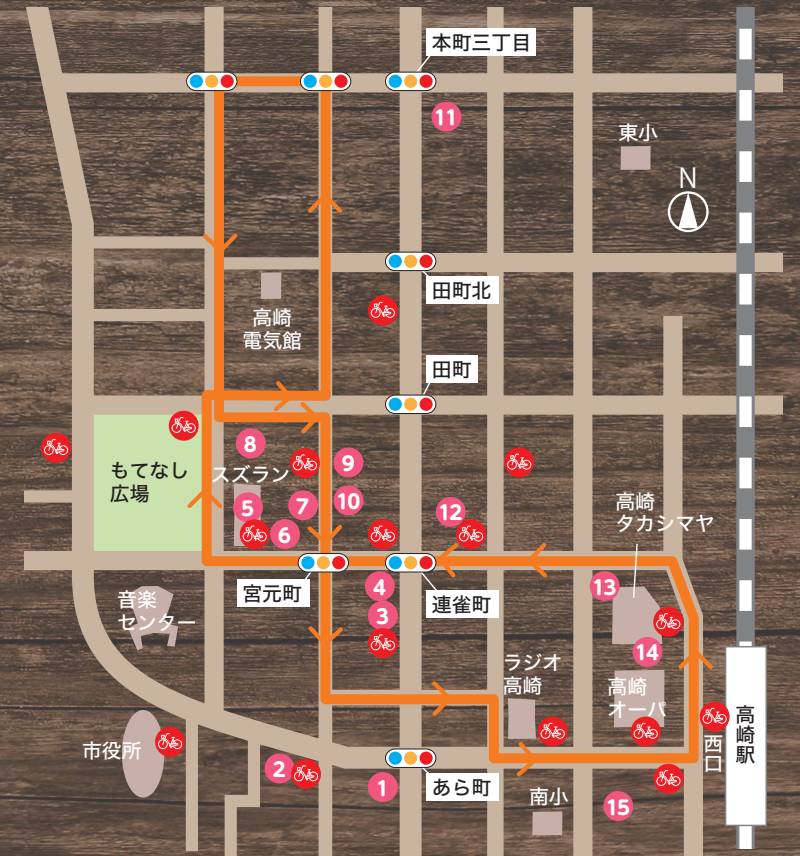 本町三丁目
11
東小
N
田町北
高崎
電気館
田町
もてなし
広場
8
スズラン
9
5
7
10
6
12
高崎
タカシマヤ
宮元町
連雀町
4
3
13
14
音楽
センター
ラジオ
高崎
高崎
オーパ
高崎駅
西口
市役所
2
1
あら町
南小
15